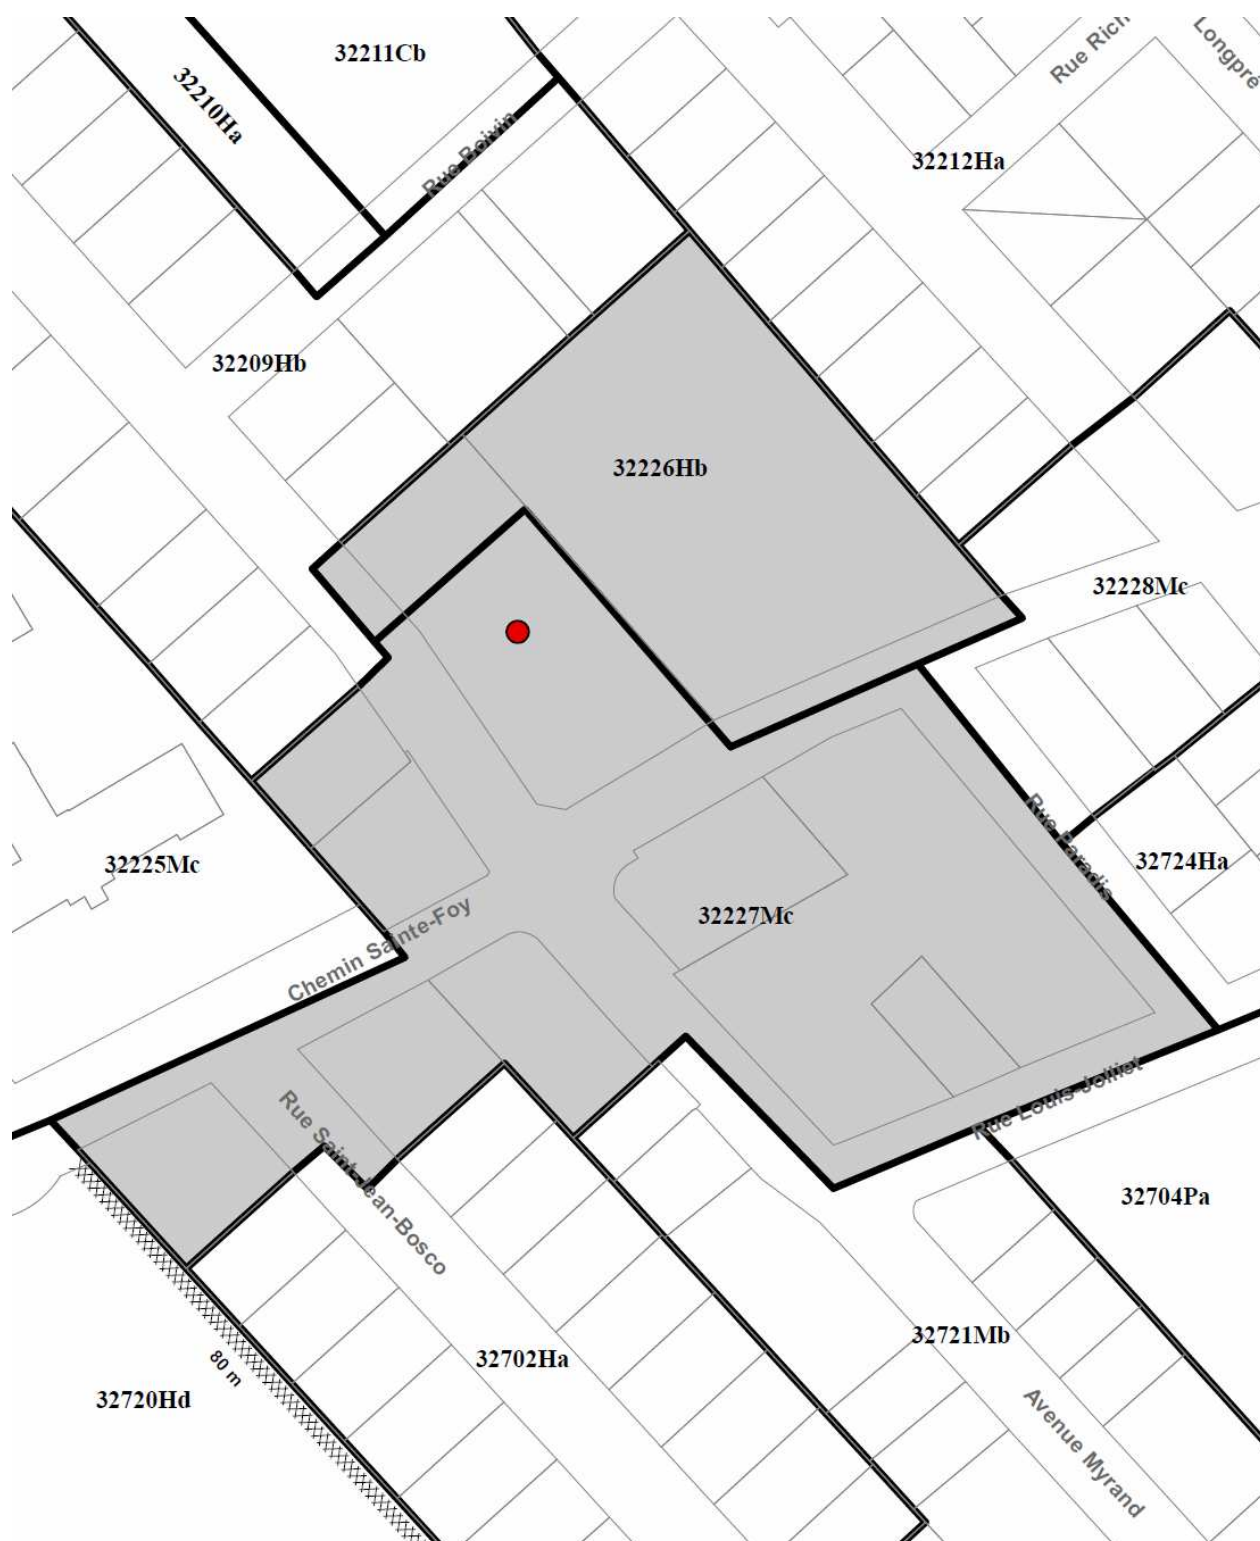 32211Cb
32210Ha
Rue Boivin
Rue Rich
Longpré
32212Ha
32209Hb
32226Hb
32228Mc
32225Mc
Rue Paradis
32724Ha
32227Mc
Chemin Sainte-Foy
Rue Louis-Jolliet
Rue Saint-Jean-Bosco
32704Pa
32721Mb
32702Ha
80 m
32720Hd
Avenue Myrand